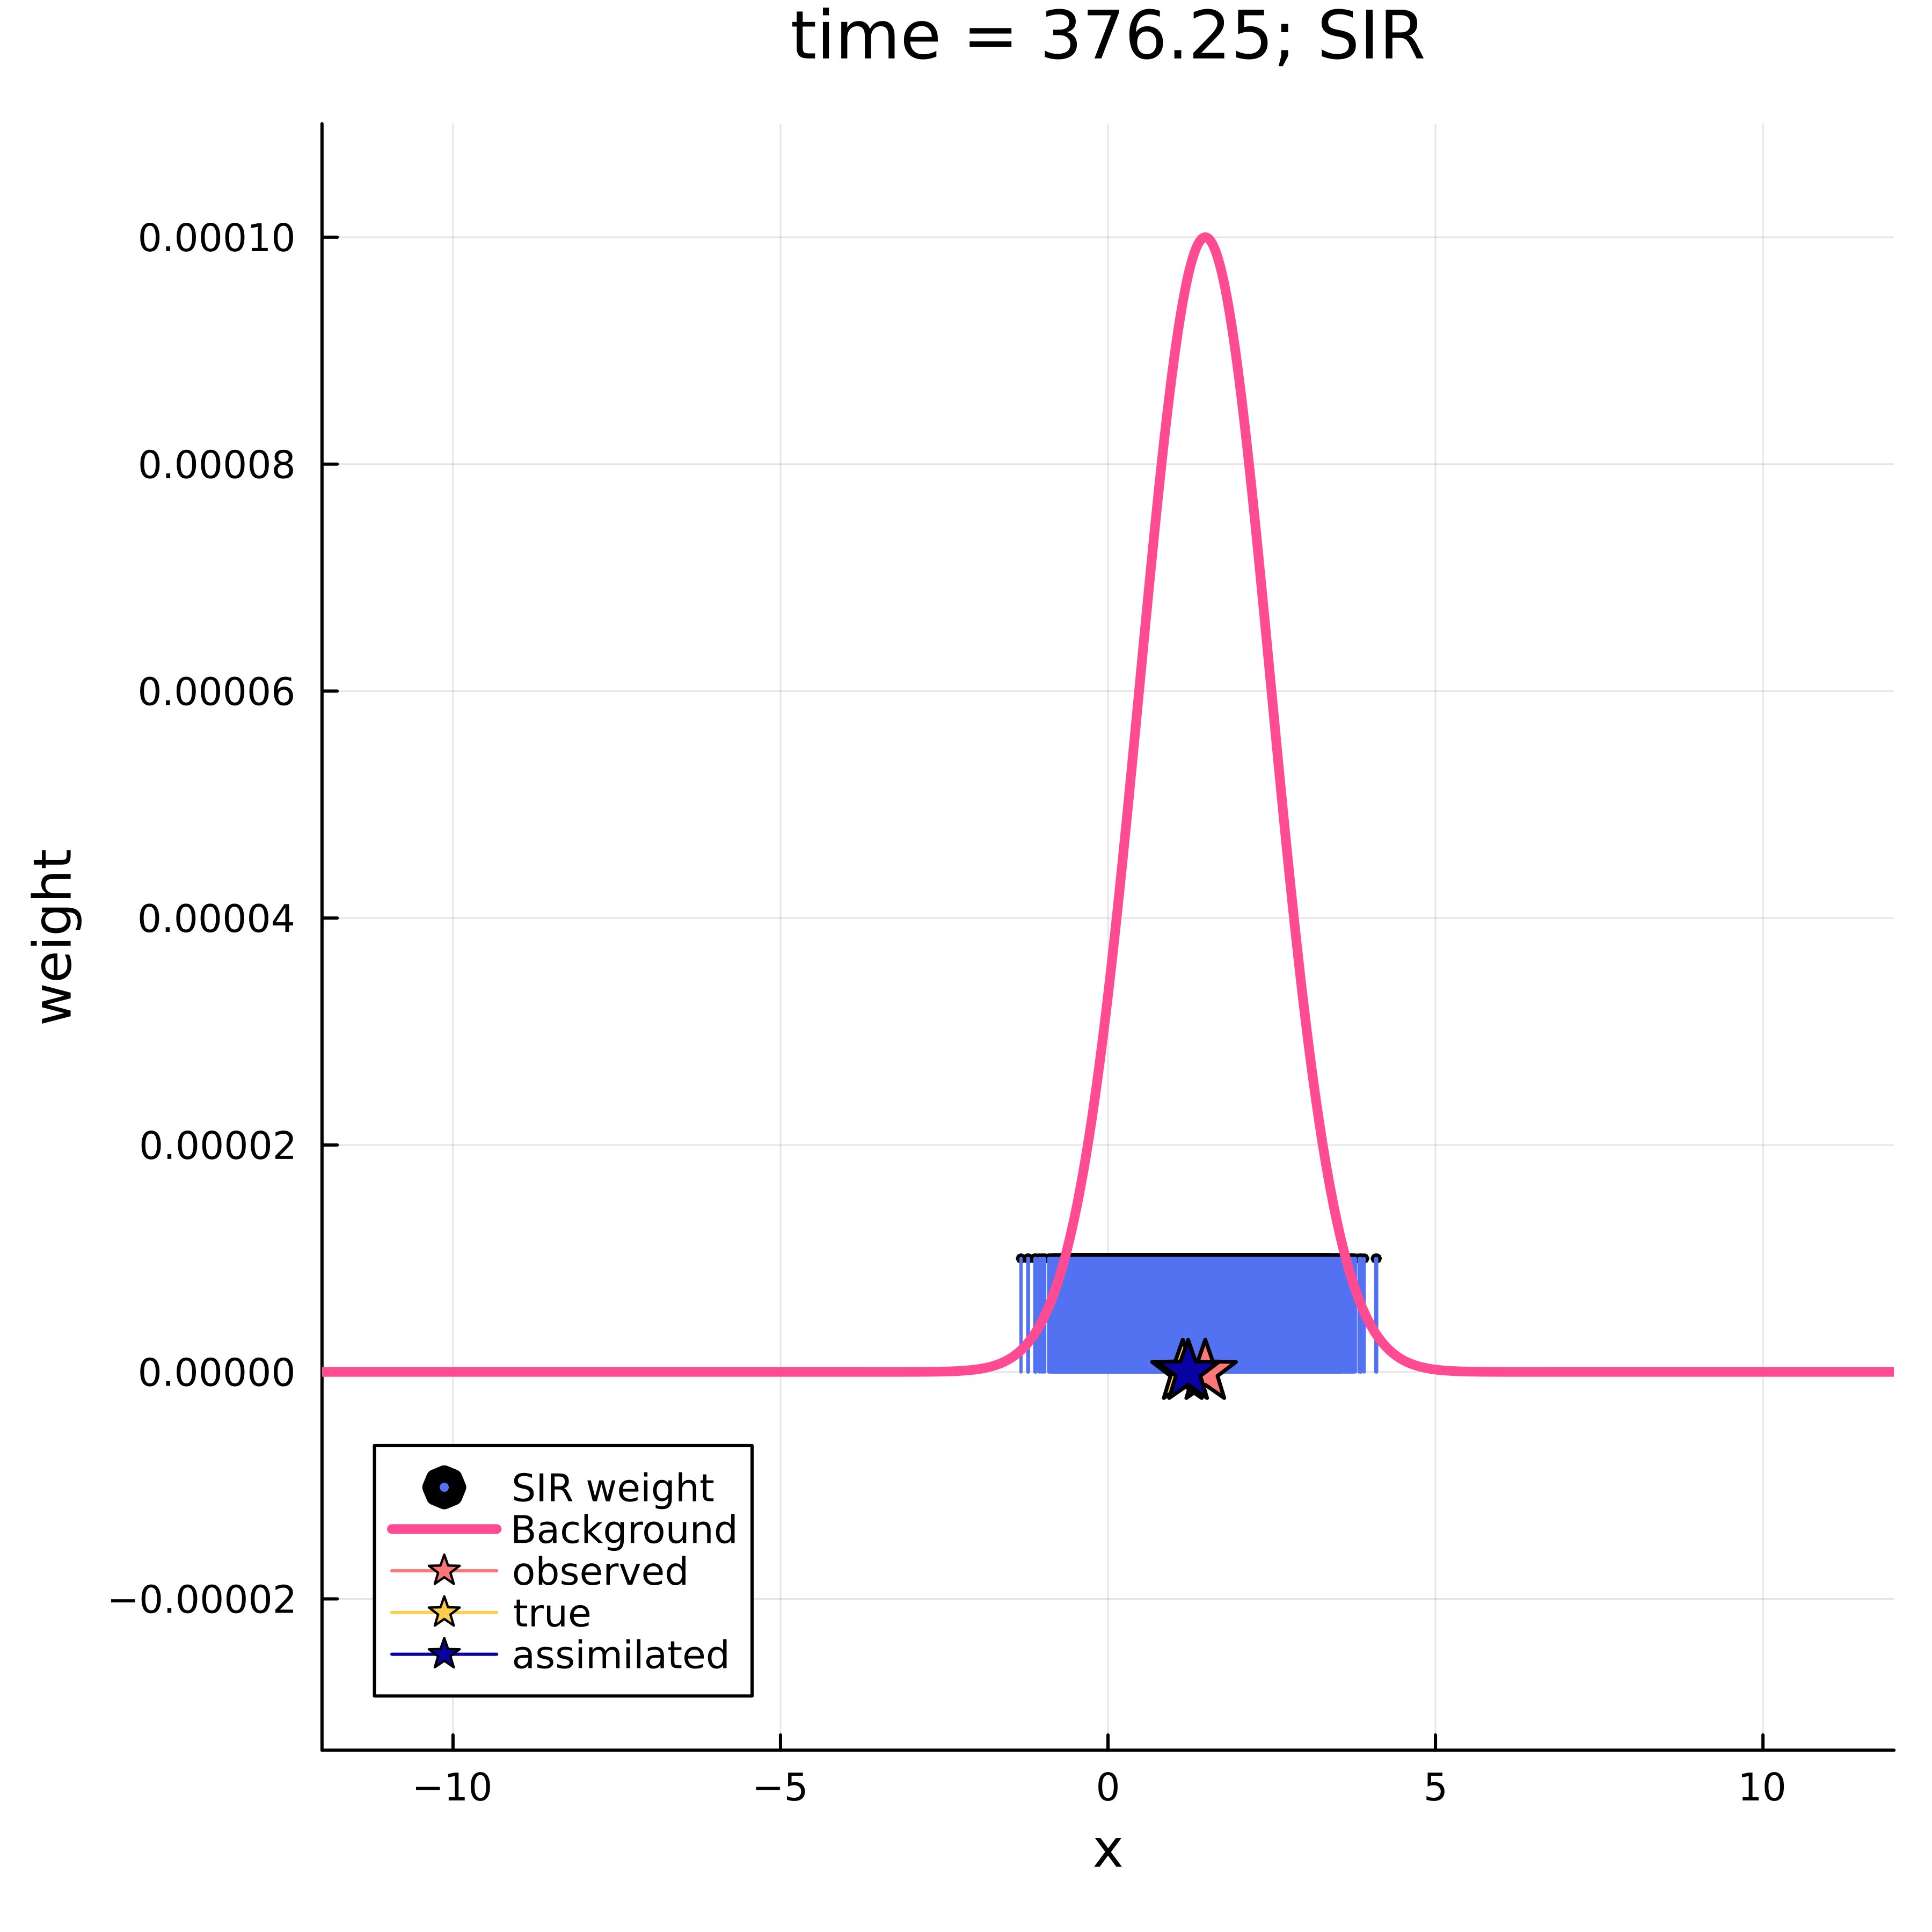 time = 376.25; SIR
weight
0.00010
0.00008
0.00006
0.00004
0.00002
0.00000
−0.00002
SIR weight
Background
observed
true
assimilated
−10 −5 0 5 10
x